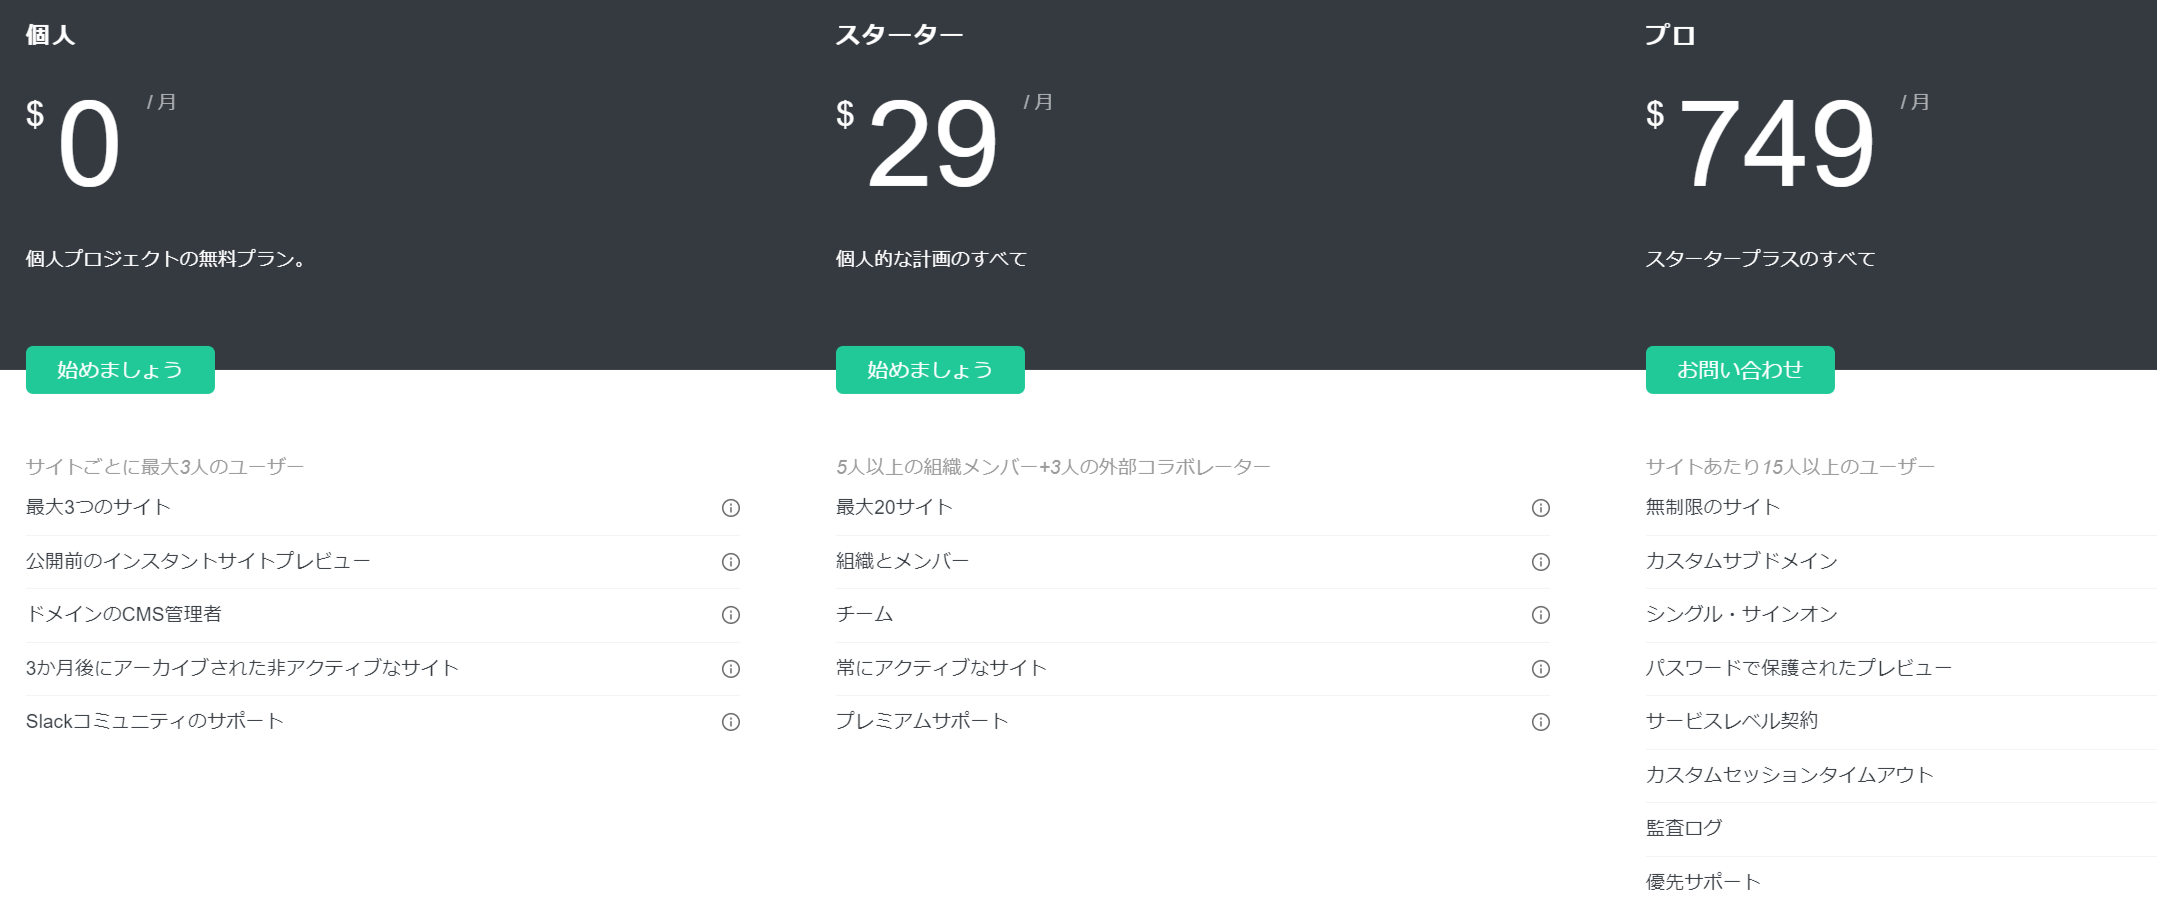 個人
$ 0 / 月
個人プロジェクトの無料プラン。
始めましょう
サイトごとに最大3人のユーザー
最大3つのサイト
公開前のインスタントサイトプレビュー
ドメインのCMS管理者
3か月後にアーカイブされた非アクティブなサイト
Slackコミュニティのサポート
スターター
$ 29 / 月
個人的な計画のすべて
始めましょう
5人以上の組織メンバー+3人の外部コラボレーター
最大20サイト
組織とメンバー
チーム
常にアクティブなサイト
プレミアムサポート
プロ
$ 749 / 月
スタータープラスのすべて
お問い合わせ
サイトあたり15人以上のユーザー
無制限のサイト
カスタムサブドメイン
シングル・サインオン
パスワードで保護されたプレビュー
サービスレベル契約
カスタムセッションタイムアウト
監査ログ
優先サポート